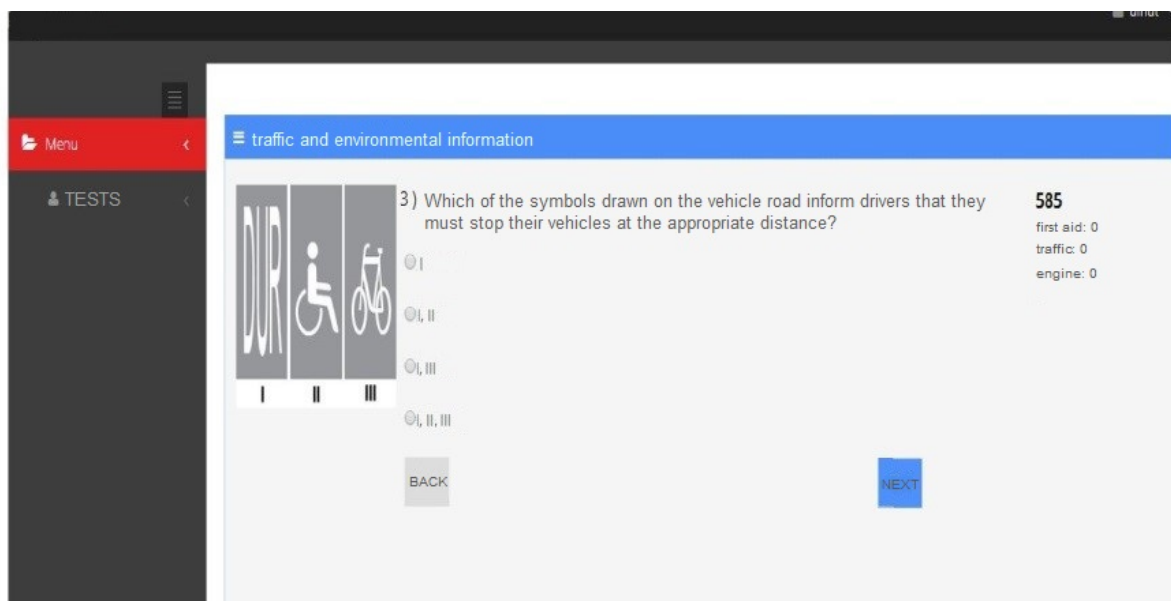 Menu
TESTS
traffic and environmental information
DUR
I
II
III
3) Which of the symbols drawn on the vehicle road inform drivers that they
must stop their vehicles at the appropriate distance?
I
I, II
I, III
I, II, III
BACK
NEXT
585
first aid: 0
traffic: 0
engine: 0